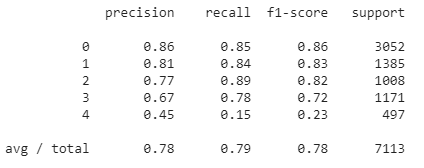 precision recall f1-score support
0 0.86 0.85 0.86 3052
1 0.81 0.84 0.83 1385
2 0.77 0.89 0.82 1008
3 0.67 0.78 0.72 1171
4 0.45 0.15 0.23 497
avg / total 0.78 0.79 0.78 7113